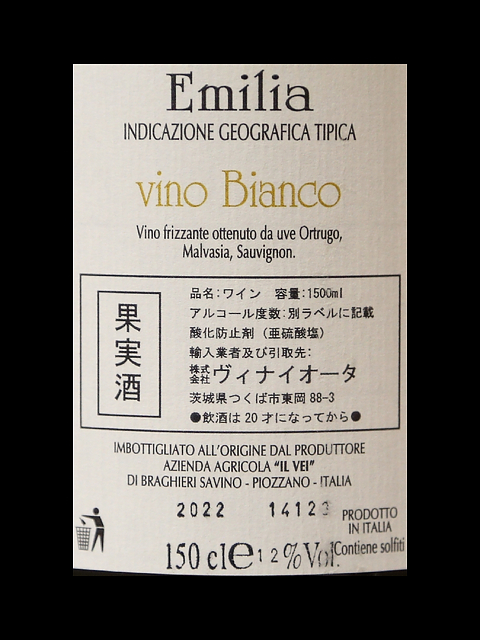 Emilia
INDICAZIONE GEOGRAFICA TIPICA
vino Bianco
Vino frizzante ottenuto da uve Ortrugo,
Malvasia, Sauvignon.
果実酒
品名:ワイン 容量:1500ml
アルコール度数:別ラベルに記載
酸化防止剤(亜硫酸塩)
輸入業者及び引取先:
株式会社ヴィナイオータ
茨城県つくば市東岡 88-3
●飲酒は20才になってから●
IMBOTTIGLIATO ALL'ORIGINE DAL PRODUTTORE
AZIENDA AGRICOLA "IL VEI"
DI BRAGHIERI SAVINO - PIOZZANO - ITALIA
2022 14123
PRODOTTO
IN ITALIA
150 cl e 12 % Vol.
Contiene solfiti